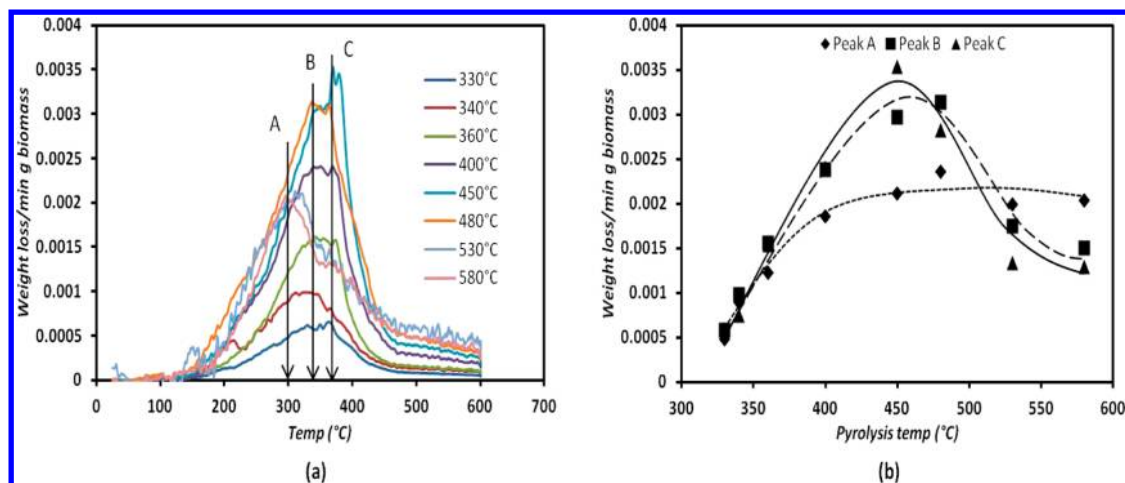 0.004
0.0035
0.003
0.0025
0.002
0.0015
0.001
0.0005
0
Weight loss/min g biomass
0 100 200 300 400 500 600 700
Temp (°C)
A
B
C
330°C
340°C
360°C
400°C
450°C
480°C
530°C
580°C
(a)
0.004
0.0035
0.003
0.0025
0.002
0.0015
0.001
0.0005
0
Weight loss/min g biomass
Peak A Peak B Peak C
300 350 400 450 500 550 600
Pyrolysis temp (°C)
(b)